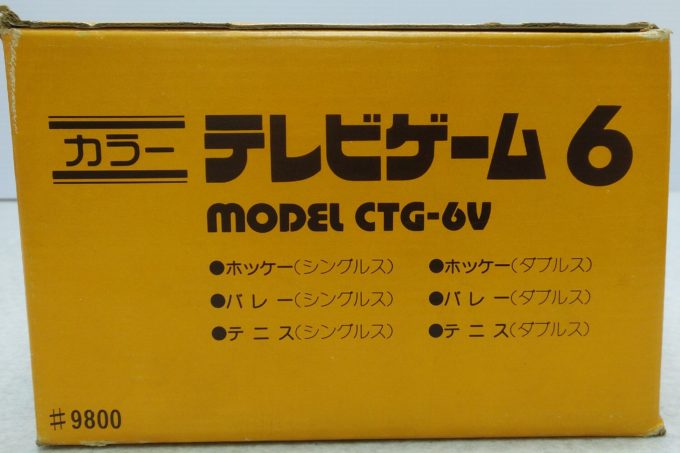 カラー テレビゲーム 6
MODEL CTG-6V
●ホッケー(シングルス) ●ホッケー(ダブルス)
●バレー(シングルス) ●バレー(ダブルス)
●テニス(シングルス) ●テニス(ダブルス)
#9800